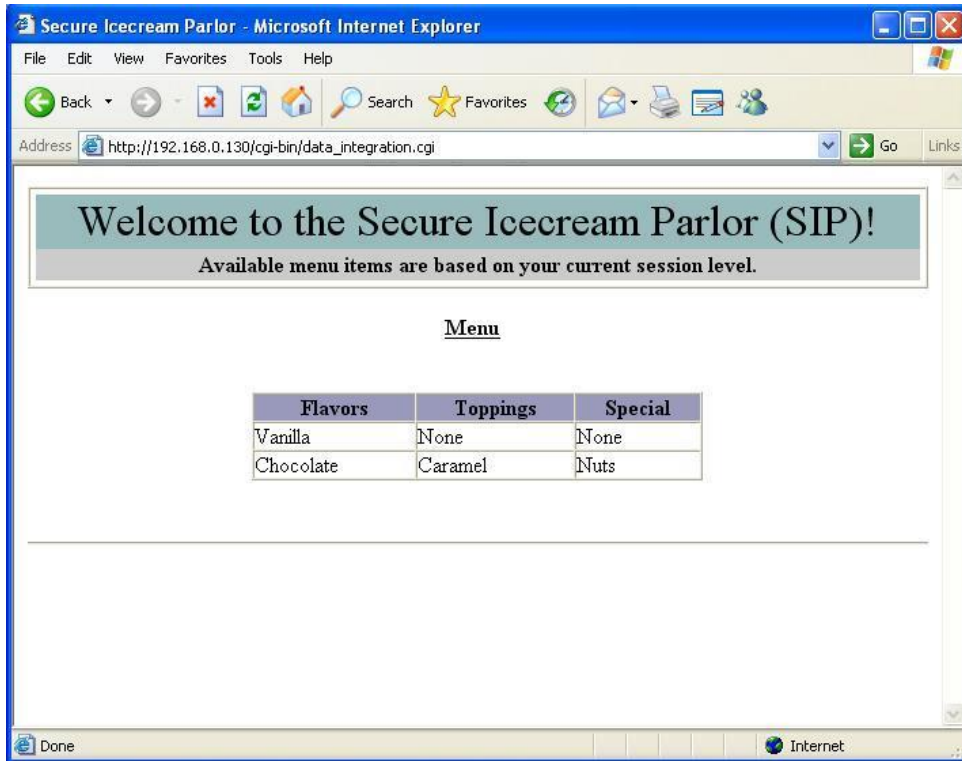 Secure Icecream Parlor - Microsoft Internet Explorer
File Edit View Favorites Tools Help
Back Search Favorites
Address http://192.168.0.130/cgi-bin/data_integration.cgi Go Links
Welcome to the Secure Icecream Parlor (SIP)!
Available menu items are based on your current session level.
Menu
Flavors Toppings Special
Vanilla None None
Chocolate Caramel Nuts
Done Internet